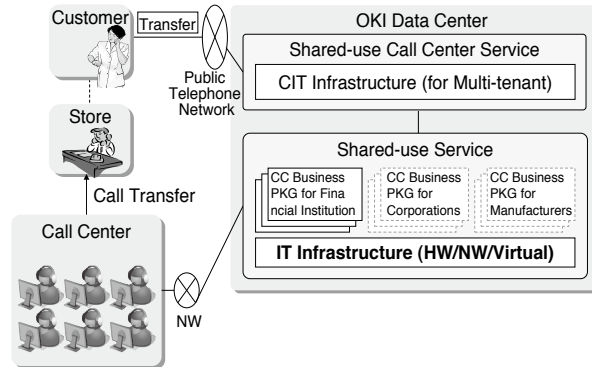 Customer
Transfer
Public
Telephone
Network
Store
Call Transfer
Call Center
NW
OKI Data Center
Shared-use Call Center Service
CIT Infrastructure (for Multi-tenant)
Shared-use Service
CC Business
PKG for Fina
ncial Institution
CC Business
PKG for
Corporations
CC Business
PKG for
Manufacturers
IT Infrastructure (HW/NW/Virtual)